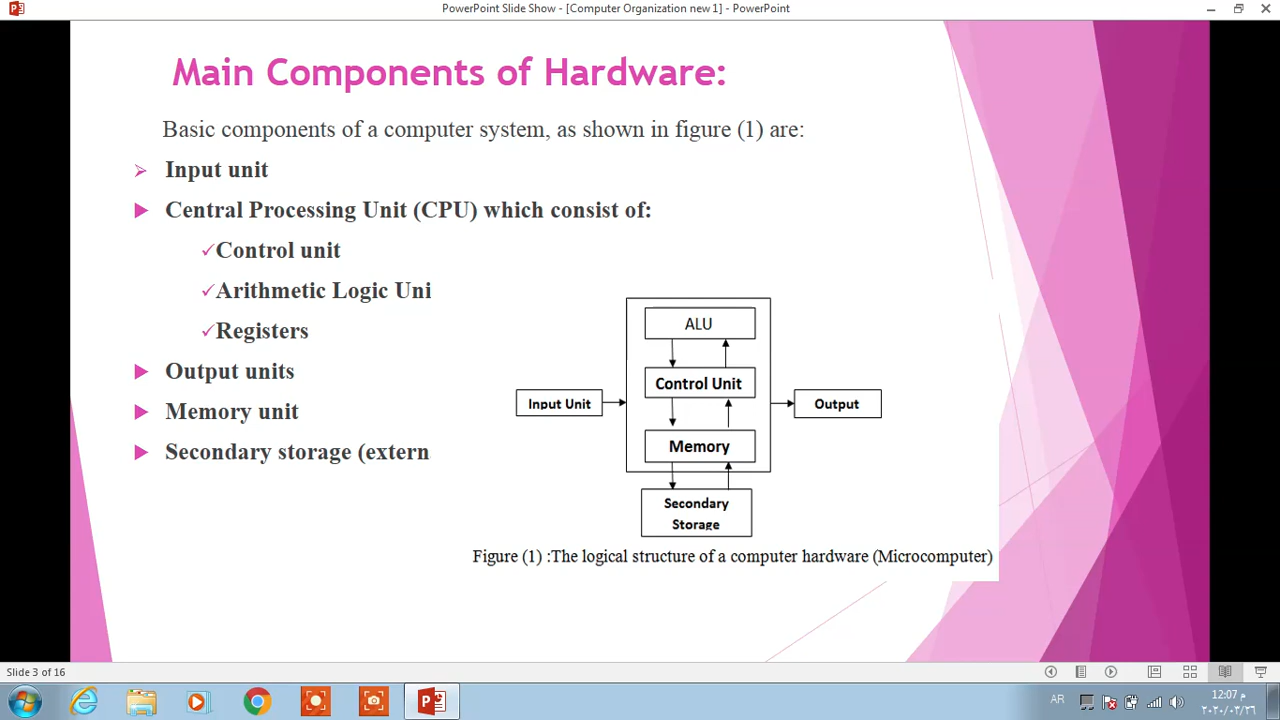 PowerPoint Slide Show - [Computer Organization new 1] - PowerPoint
Main Components of Hardware:
Basic components of a computer system, as shown in figure (1) are:
Input unit
Central Processing Unit (CPU) which consist of:
Control unit
Arithmetic Logic Uni
Registers
Output units
Memory unit
Secondary storage (extern
ALU
Control Unit
Input Unit
Output
Memory
Secondary
Storage
Figure (1) :The logical structure of a computer hardware (Microcomputer)
Slide 3 of 16
AR
12:07 م
٢٠٢٠/٠٣/٢٦